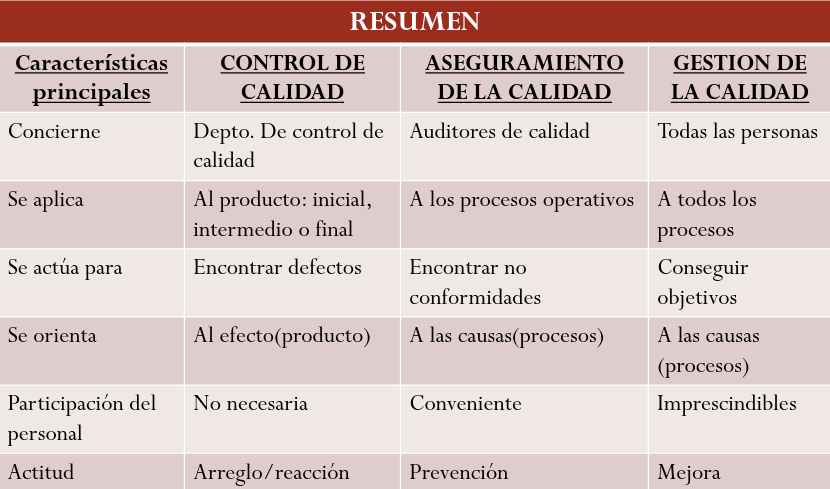 RESUMEN
Características principales | CONTROL DE CALIDAD | ASEGURAMIENTO DE LA CALIDAD | GESTION DE LA CALIDAD
Concierne | Depto. De control de calidad | Auditores de calidad | Todas las personas
Se aplica | Al producto: inicial, intermedio o final | A los procesos operativos | A todos los procesos
Se actúa para | Encontrar defectos | Encontrar no conformidades | Conseguir objetivos
Se orienta | Al efecto(producto) | A las causas(procesos) | A las causas (procesos)
Participación del personal | No necesaria | Conveniente | Imprescindibles
Actitud | Arreglo/reacción | Prevención | Mejora